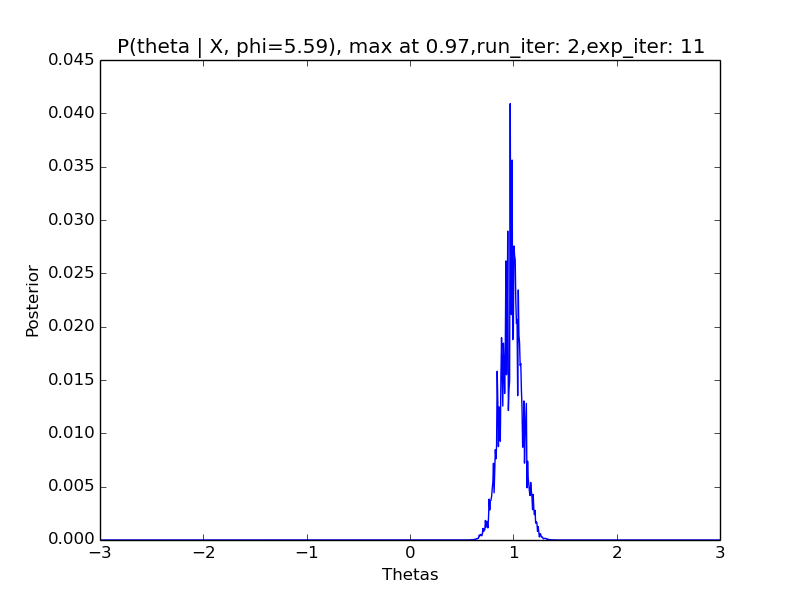 P(theta | X, phi=5.59), max at 0.97,run_iter: 2,exp_iter: 11
0.045
0.040
0.035
0.030
0.025
0.020
0.015
0.010
0.005
0.000
Posterior
−3 −2 −1 0 1 2 3
Thetas